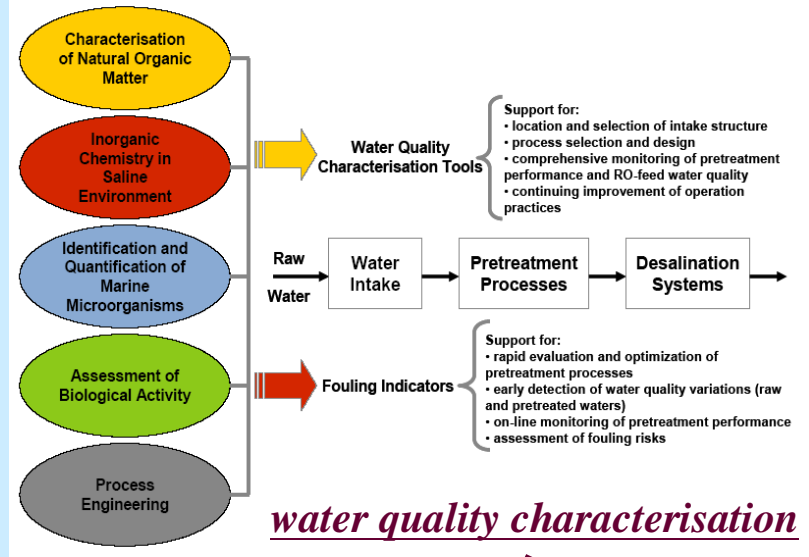 Characterisation
of Natural Organic
Matter
Inorganic
Chemistry in
Saline
Environment
Identification and
Quantification of
Marine
Microorganisms
Assessment of
Biological Activity
Process
Engineering
Water Quality
Characterisation Tools
Support for:
• location and selection of intake structure
• process selection and design
• comprehensive monitoring of pretreatment
performance and RO-feed water quality
• continuing improvement of operation
practices
Raw
Water
Water
Intake
Pretreatment
Processes
Desalination
Systems
Fouling Indicators
Support for:
• rapid evaluation and optimization of
pretreatment processes
• early detection of water quality variations (raw
and pretreated waters)
• on-line monitoring of pretreatment performance
• assessment of fouling risks
water quality characterisation